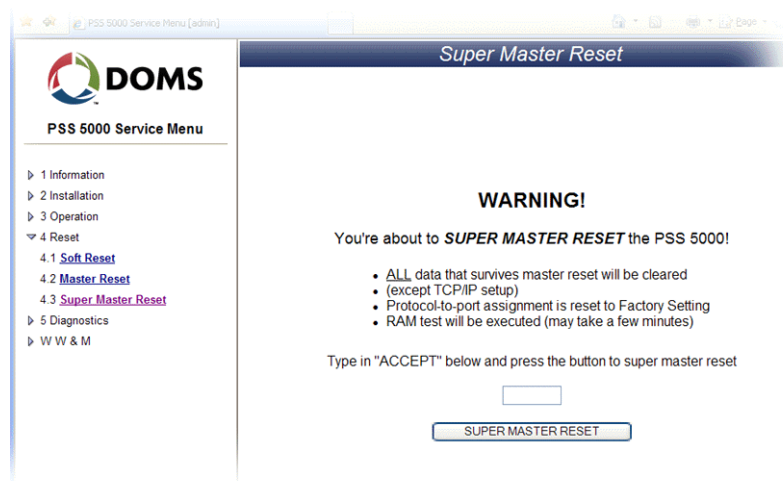 PSS 5000 Service Menu [admin]
Page
Super Master Reset
DOMS
TM
PSS 5000 Service Menu
1 Information
2 Installation
3 Operation
4 Reset
4.1 Soft Reset
4.2 Master Reset
4.3 Super Master Reset
5 Diagnostics
W W & M
WARNING!
You're about to SUPER MASTER RESET the PSS 5000!
• ALL data that survives master reset will be cleared
• (except TCP/IP setup)
• Protocol-to-port assignment is reset to Factory Setting
• RAM test will be executed (may take a few minutes)
Type in "ACCEPT" below and press the button to super master reset
SUPER MASTER RESET